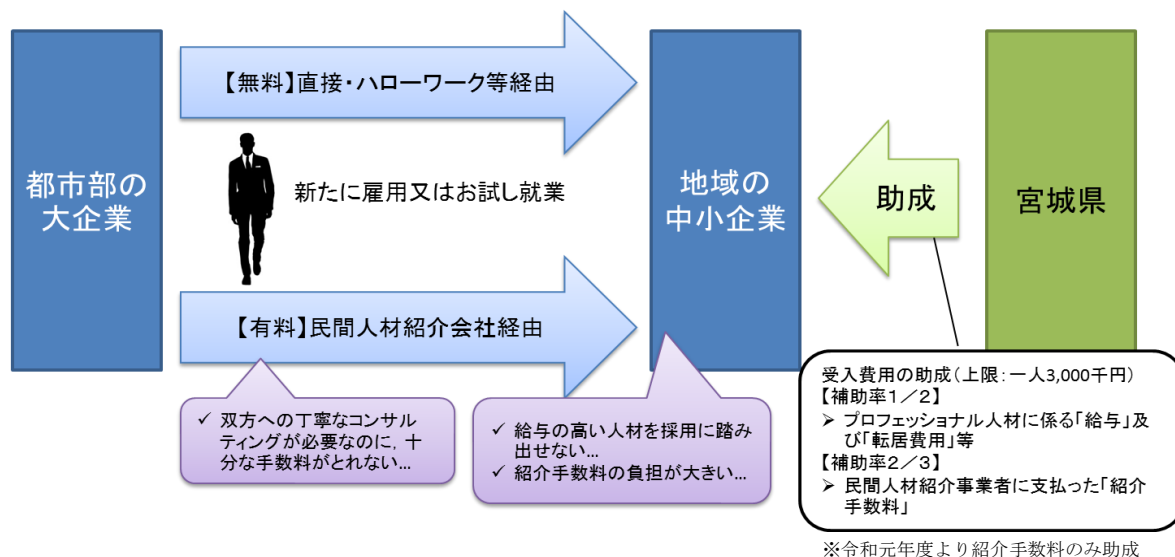 都市部の
大企業
【無料】直接・ハローワーク等経由
新たに雇用又はお試し就業
【有料】民間人材紹介会社経由
地域の
中小企業
助成
宮城県
✓ 双方への丁寧なコンサル
ティングが必要なのに，十
分な手数料がとれない…
✓ 給与の高い人材を採用に踏み
出せない…
✓ 紹介手数料の負担が大きい…
受入費用の助成（上限：一人3,000千円）
【補助率１／２】
➢ プロフェッショナル人材に係る「給与」及
び「転居費用」等
【補助率２／３】
➢ 民間人材紹介事業者に支払った「紹介
手数料」
※令和元年度より紹介手数料のみ助成